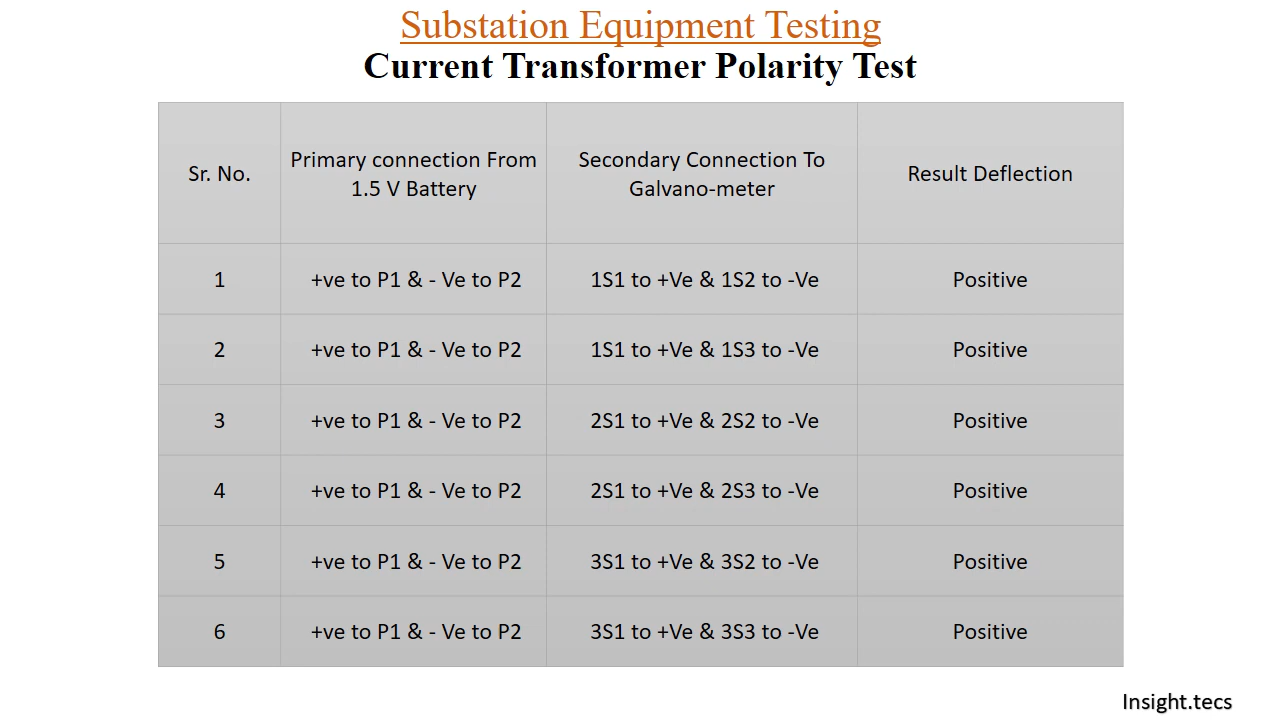 Substation Equipment Testing
Current Transformer Polarity Test
Sr. No. Primary connection From 1.5 V Battery Secondary Connection To Galvano-meter Result Deflection
1 +ve to P1 & - Ve to P2 1S1 to +Ve & 1S2 to -Ve Positive
2 +ve to P1 & - Ve to P2 1S1 to +Ve & 1S3 to -Ve Positive
3 +ve to P1 & - Ve to P2 2S1 to +Ve & 2S2 to -Ve Positive
4 +ve to P1 & - Ve to P2 2S1 to +Ve & 2S3 to -Ve Positive
5 +ve to P1 & - Ve to P2 3S1 to +Ve & 3S2 to -Ve Positive
6 +ve to P1 & - Ve to P2 3S1 to +Ve & 3S3 to -Ve Positive
Insight.tecs